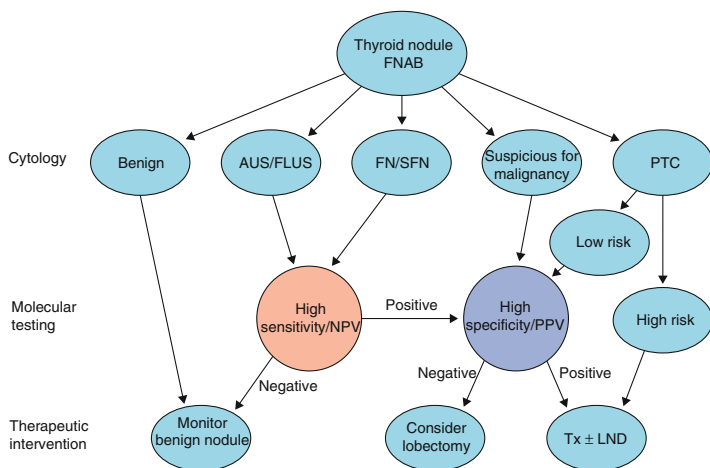 Thyroid nodule
FNAB
Cytology
Benign
AUS/FLUS
FN/SFN
Suspicious for
malignancy
PTC
Low risk
Molecular
testing
High
sensitivity/NPV
Positive
High
specificity/PPV
High risk
Negative
Negative
Positive
Therapeutic
intervention
Monitor
benign nodule
Consider
lobectomy
Tx ± LND